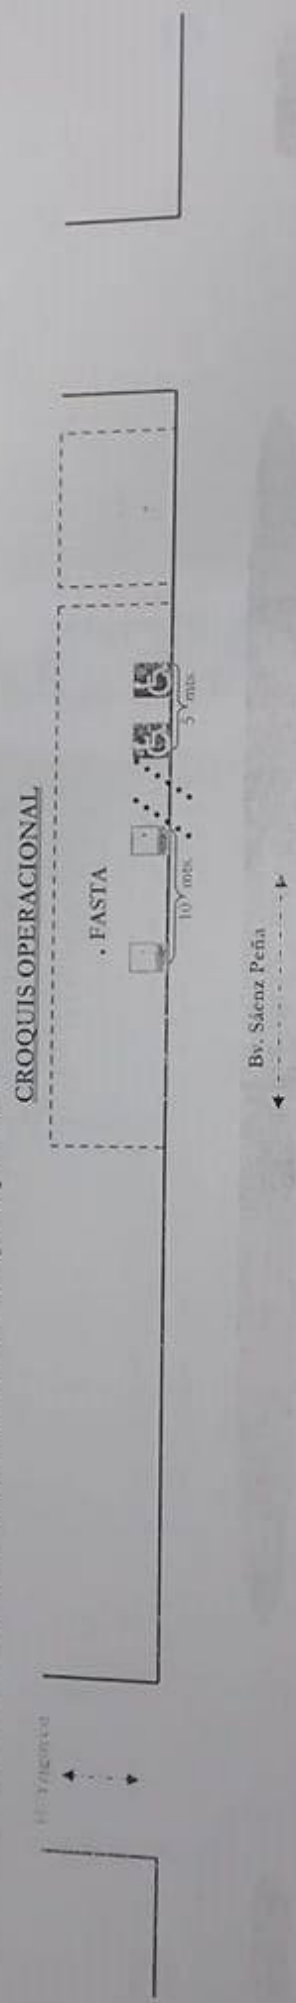 CROQUIS OPERACIONAL
. FASTA
10 mts.
5 mts.
Bv. Sáenz Peña